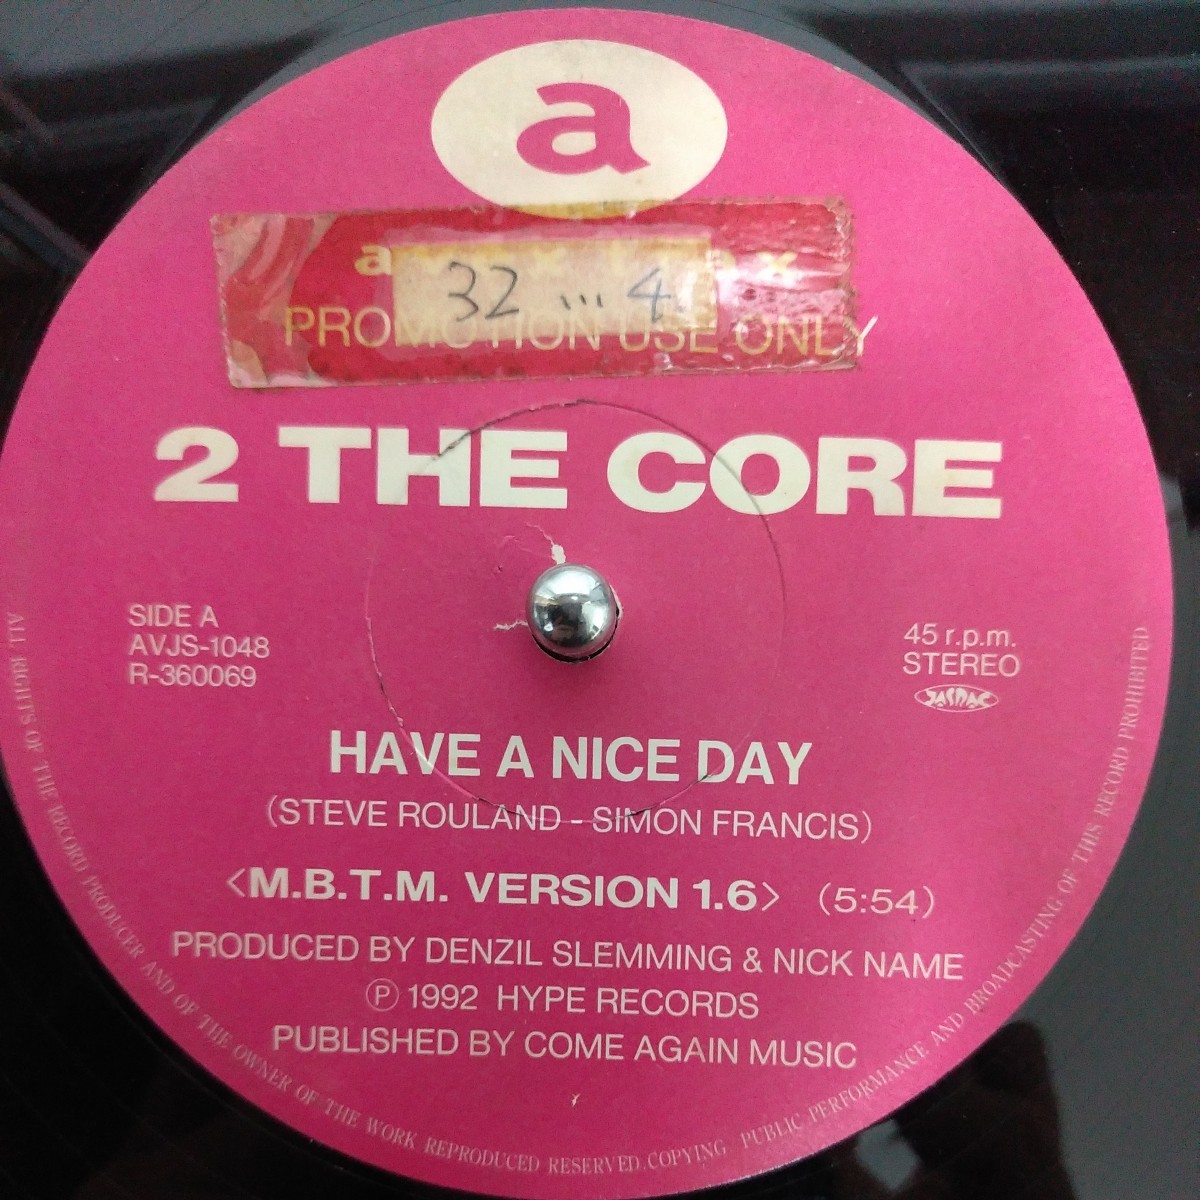 a
avex trax
32 ... 4
PROMOTION USE ONLY
2 THE CORE
SIDE A
AVJS-1048
R-360069
45 r.p.m.
STEREO
JASRAC
HAVE A NICE DAY
(STEVE ROULAND - SIMON FRANCIS)
<M.B.T.M. VERSION 1.6> (5:54)
PRODUCED BY DENZIL SLEMMING & NICK NAME
Ⓟ 1992 HYPE RECORDS
PUBLISHED BY COME AGAIN MUSIC
ALL RIGHTS OF THE RECORD PRODUCER AND OF THE OWNER OF THE WORK REPRODUCED RESERVED. COPYING PUBLIC PERFORMANCE AND BROADCASTING OF THIS RECORD PROHIBITED